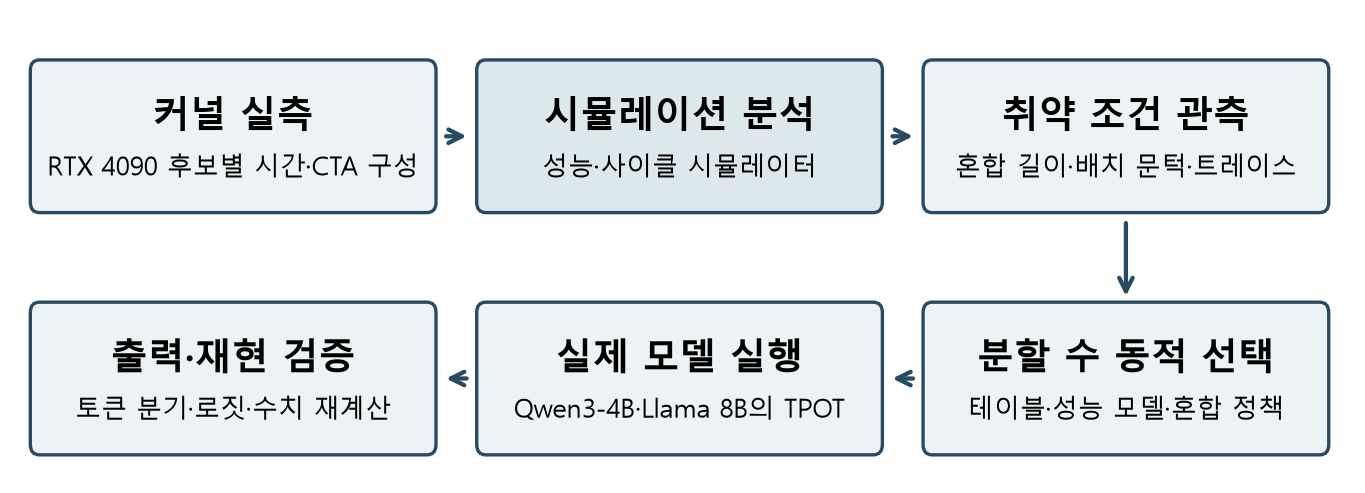 커널 실측
RTX 4090 후보별 시간·CTA 구성
시뮬레이션 분석
성능·사이클 시뮬레이터
취약 조건 관측
혼합 길이·배치 문턱·트레이스
분할 수 동적 선택
테이블·성능 모델·혼합 정책
실제 모델 실행
Qwen3-4B·Llama 8B의 TPOT
출력·재현 검증
토큰 분기·로짓·수치 재계산